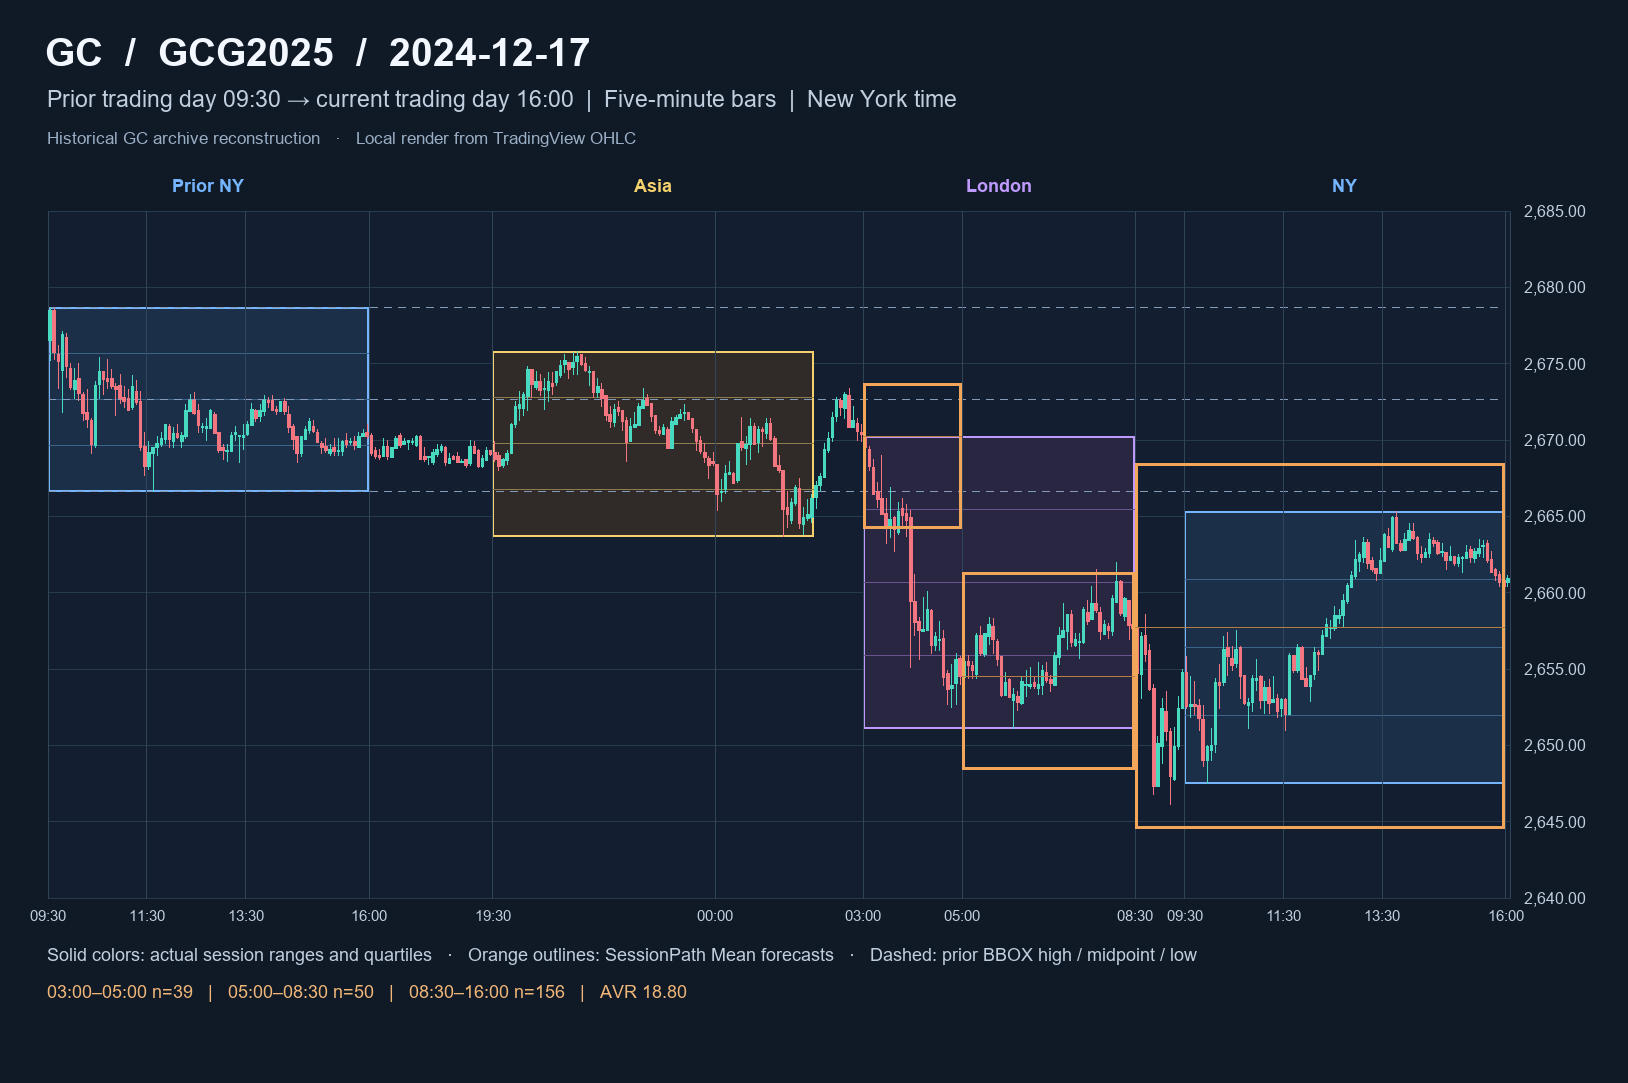 GC / GCG2025 / 2024-12-17
Prior trading day 09:30 → current trading day 16:00 | Five-minute bars | New York time
Historical GC archive reconstruction · Local render from TradingView OHLC
Prior NY Asia London NY
2,685.00
2,680.00
2,675.00
2,670.00
2,665.00
2,660.00
2,655.00
2,650.00
2,645.00
2,640.00
09:30 11:30 13:30 16:00 19:30 00:00 03:00 05:00 08:30 09:30 11:30 13:30 16:00
Solid colors: actual session ranges and quartiles · Orange outlines: SessionPath Mean forecasts · Dashed: prior BBOX high / midpoint / low
03:00–05:00 n=39 | 05:00–08:30 n=50 | 08:30–16:00 n=156 | AVR 18.80